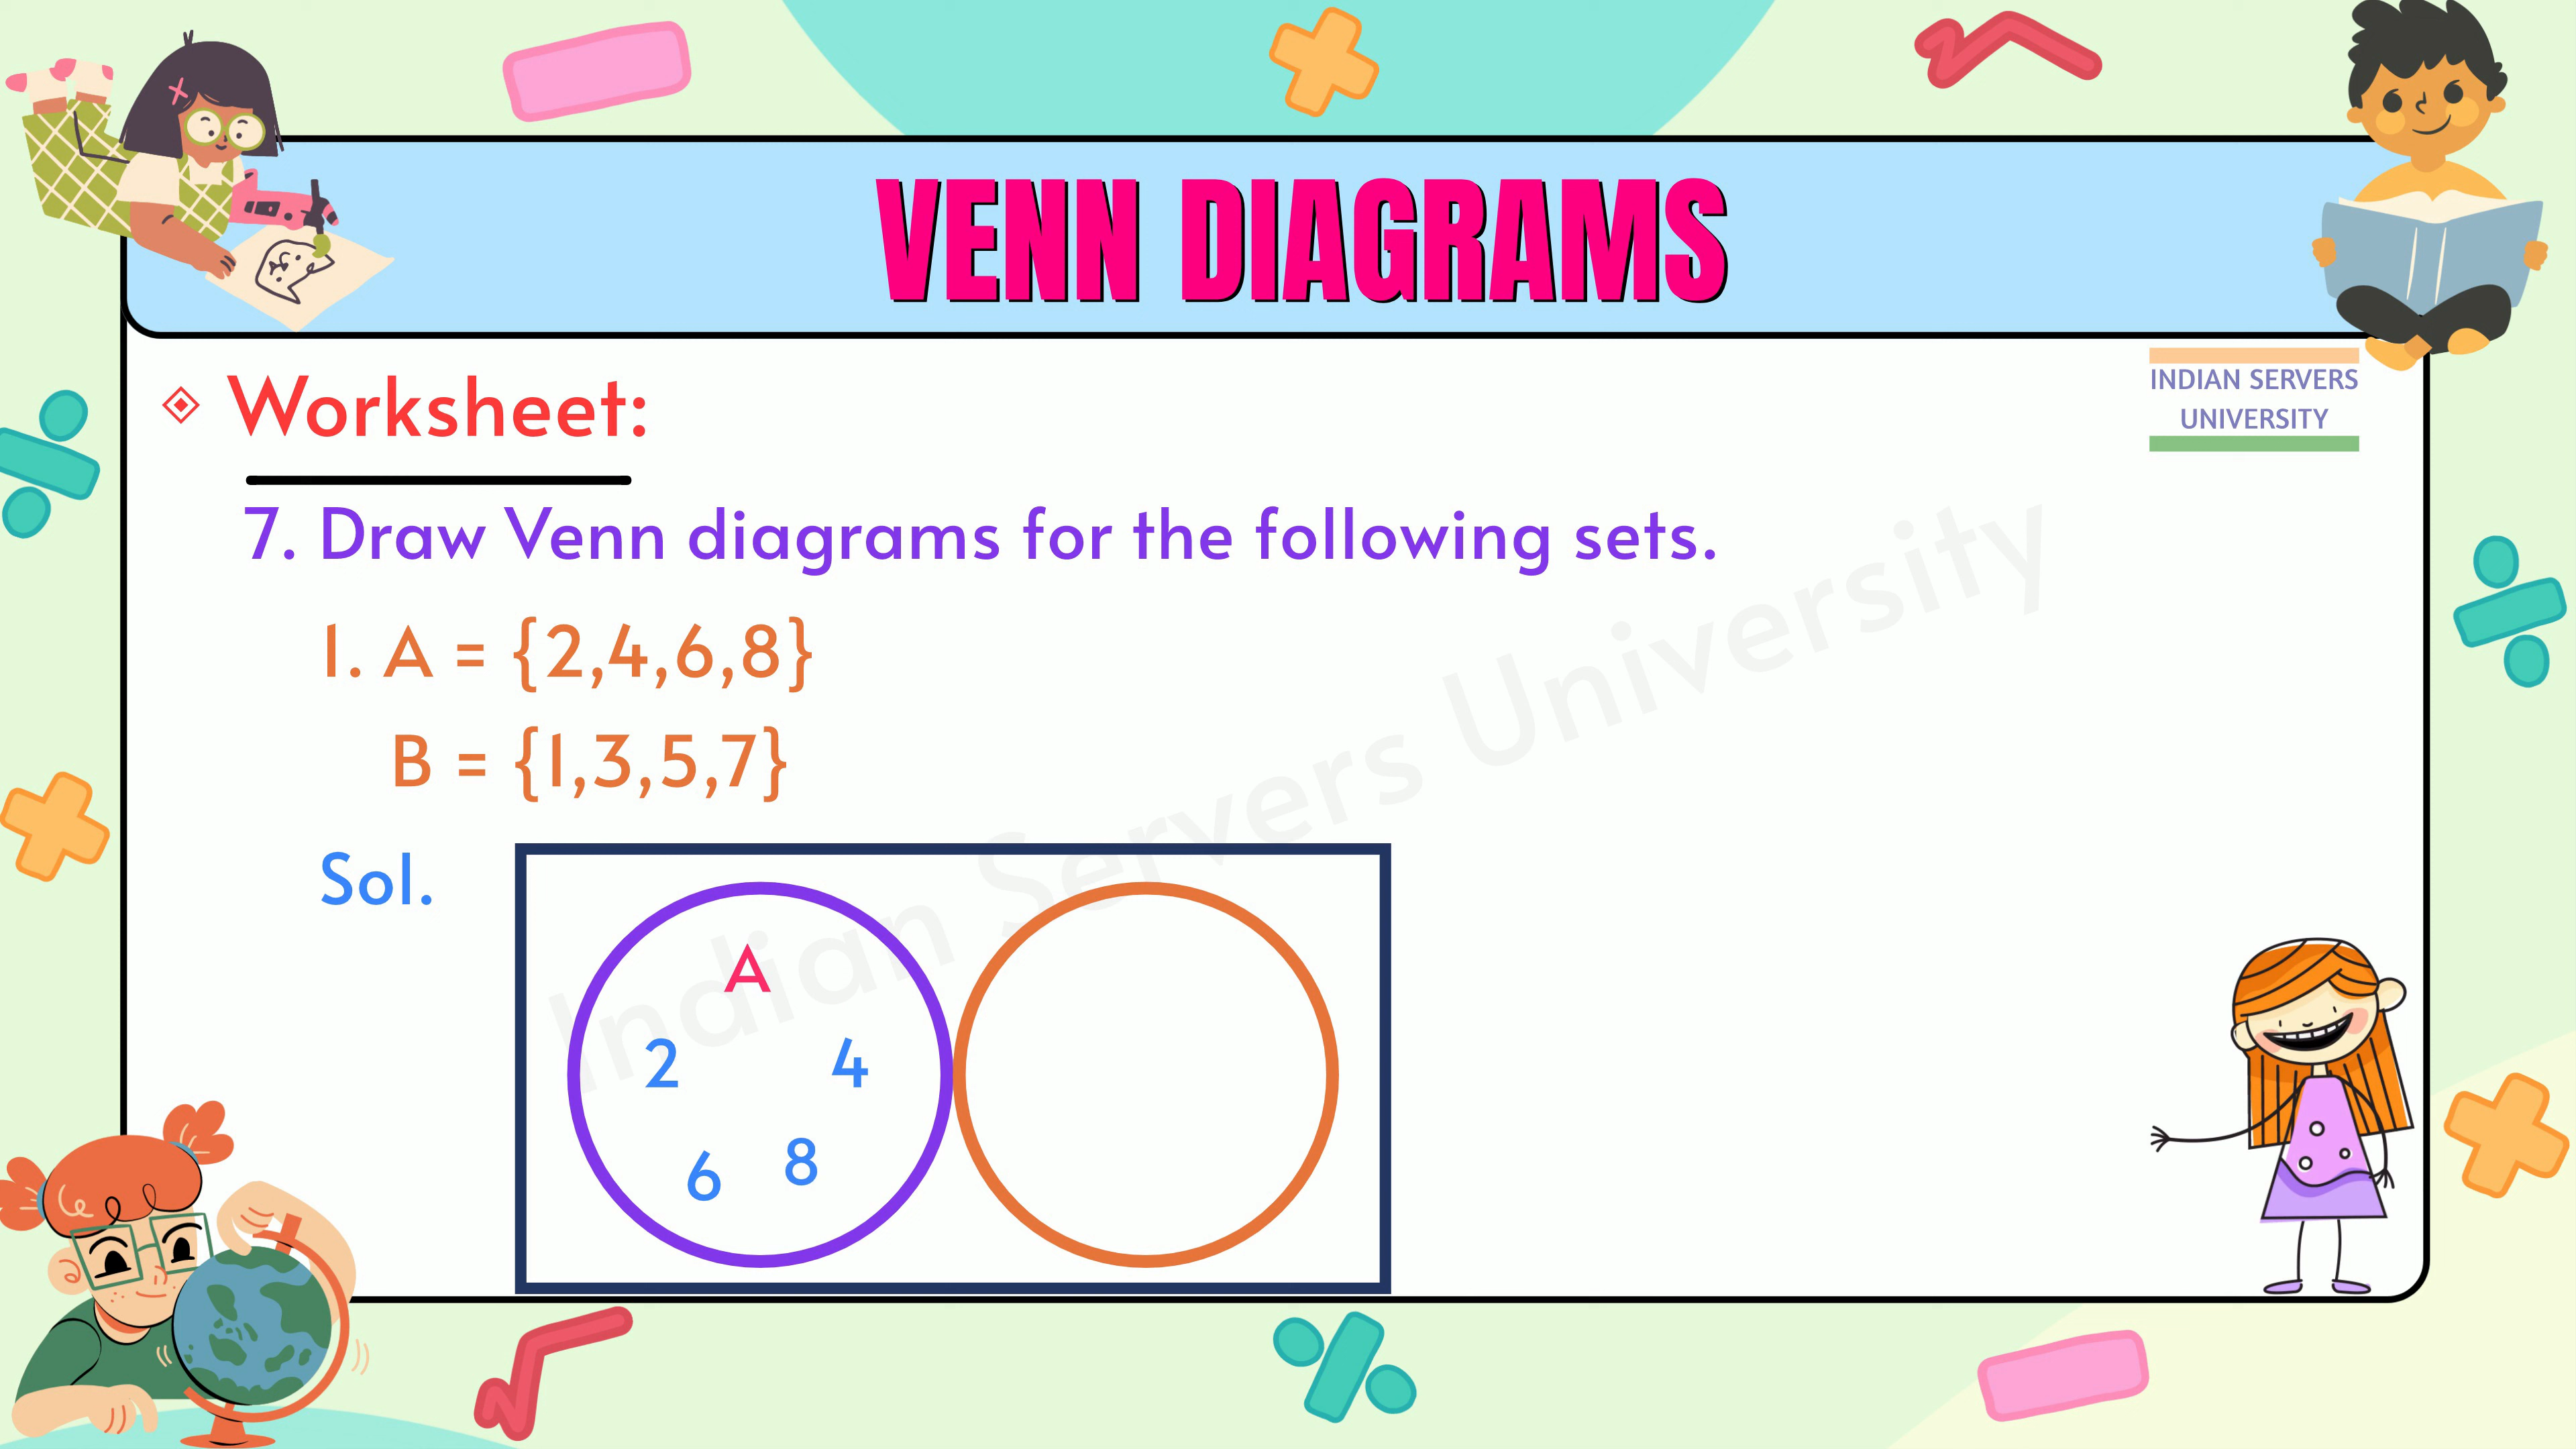 VENN DIAGRAMS
INDIAN SERVERS
UNIVERSITY
Worksheet:
7. Draw Venn diagrams for the following sets.
1. A = {2,4,6,8}
B = {1,3,5,7}
Sol.
A
2 4
6 8
Indian Servers University